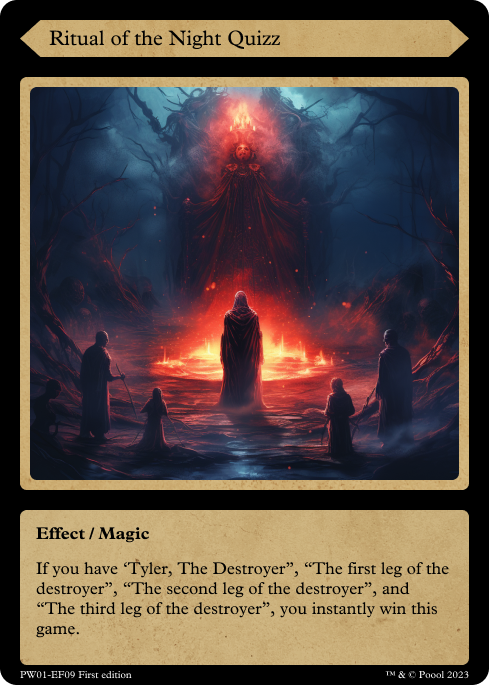 Ritual of the Night Quizz
Effect / Magic
If you have ‘Tyler, The Destroyer”, “The first leg of the
destroyer”, “The second leg of the destroyer”, and
“The third leg of the destroyer”, you instantly win this
game.
PW01-EF09 First edition
™ & © Poool 2023